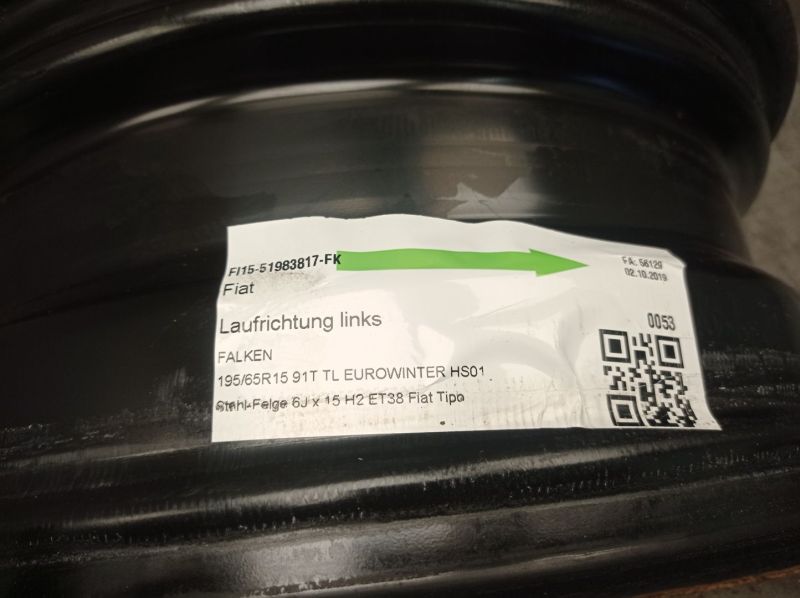 FI15-51983817-FK
FA: 56129
02.10.2019
Fiat
Laufrichtung links
0053
FALKEN
195/65R15 91T TL EUROWINTER HS01
Stahl-Felge 6J x 15 H2 ET38 Fiat Tipo